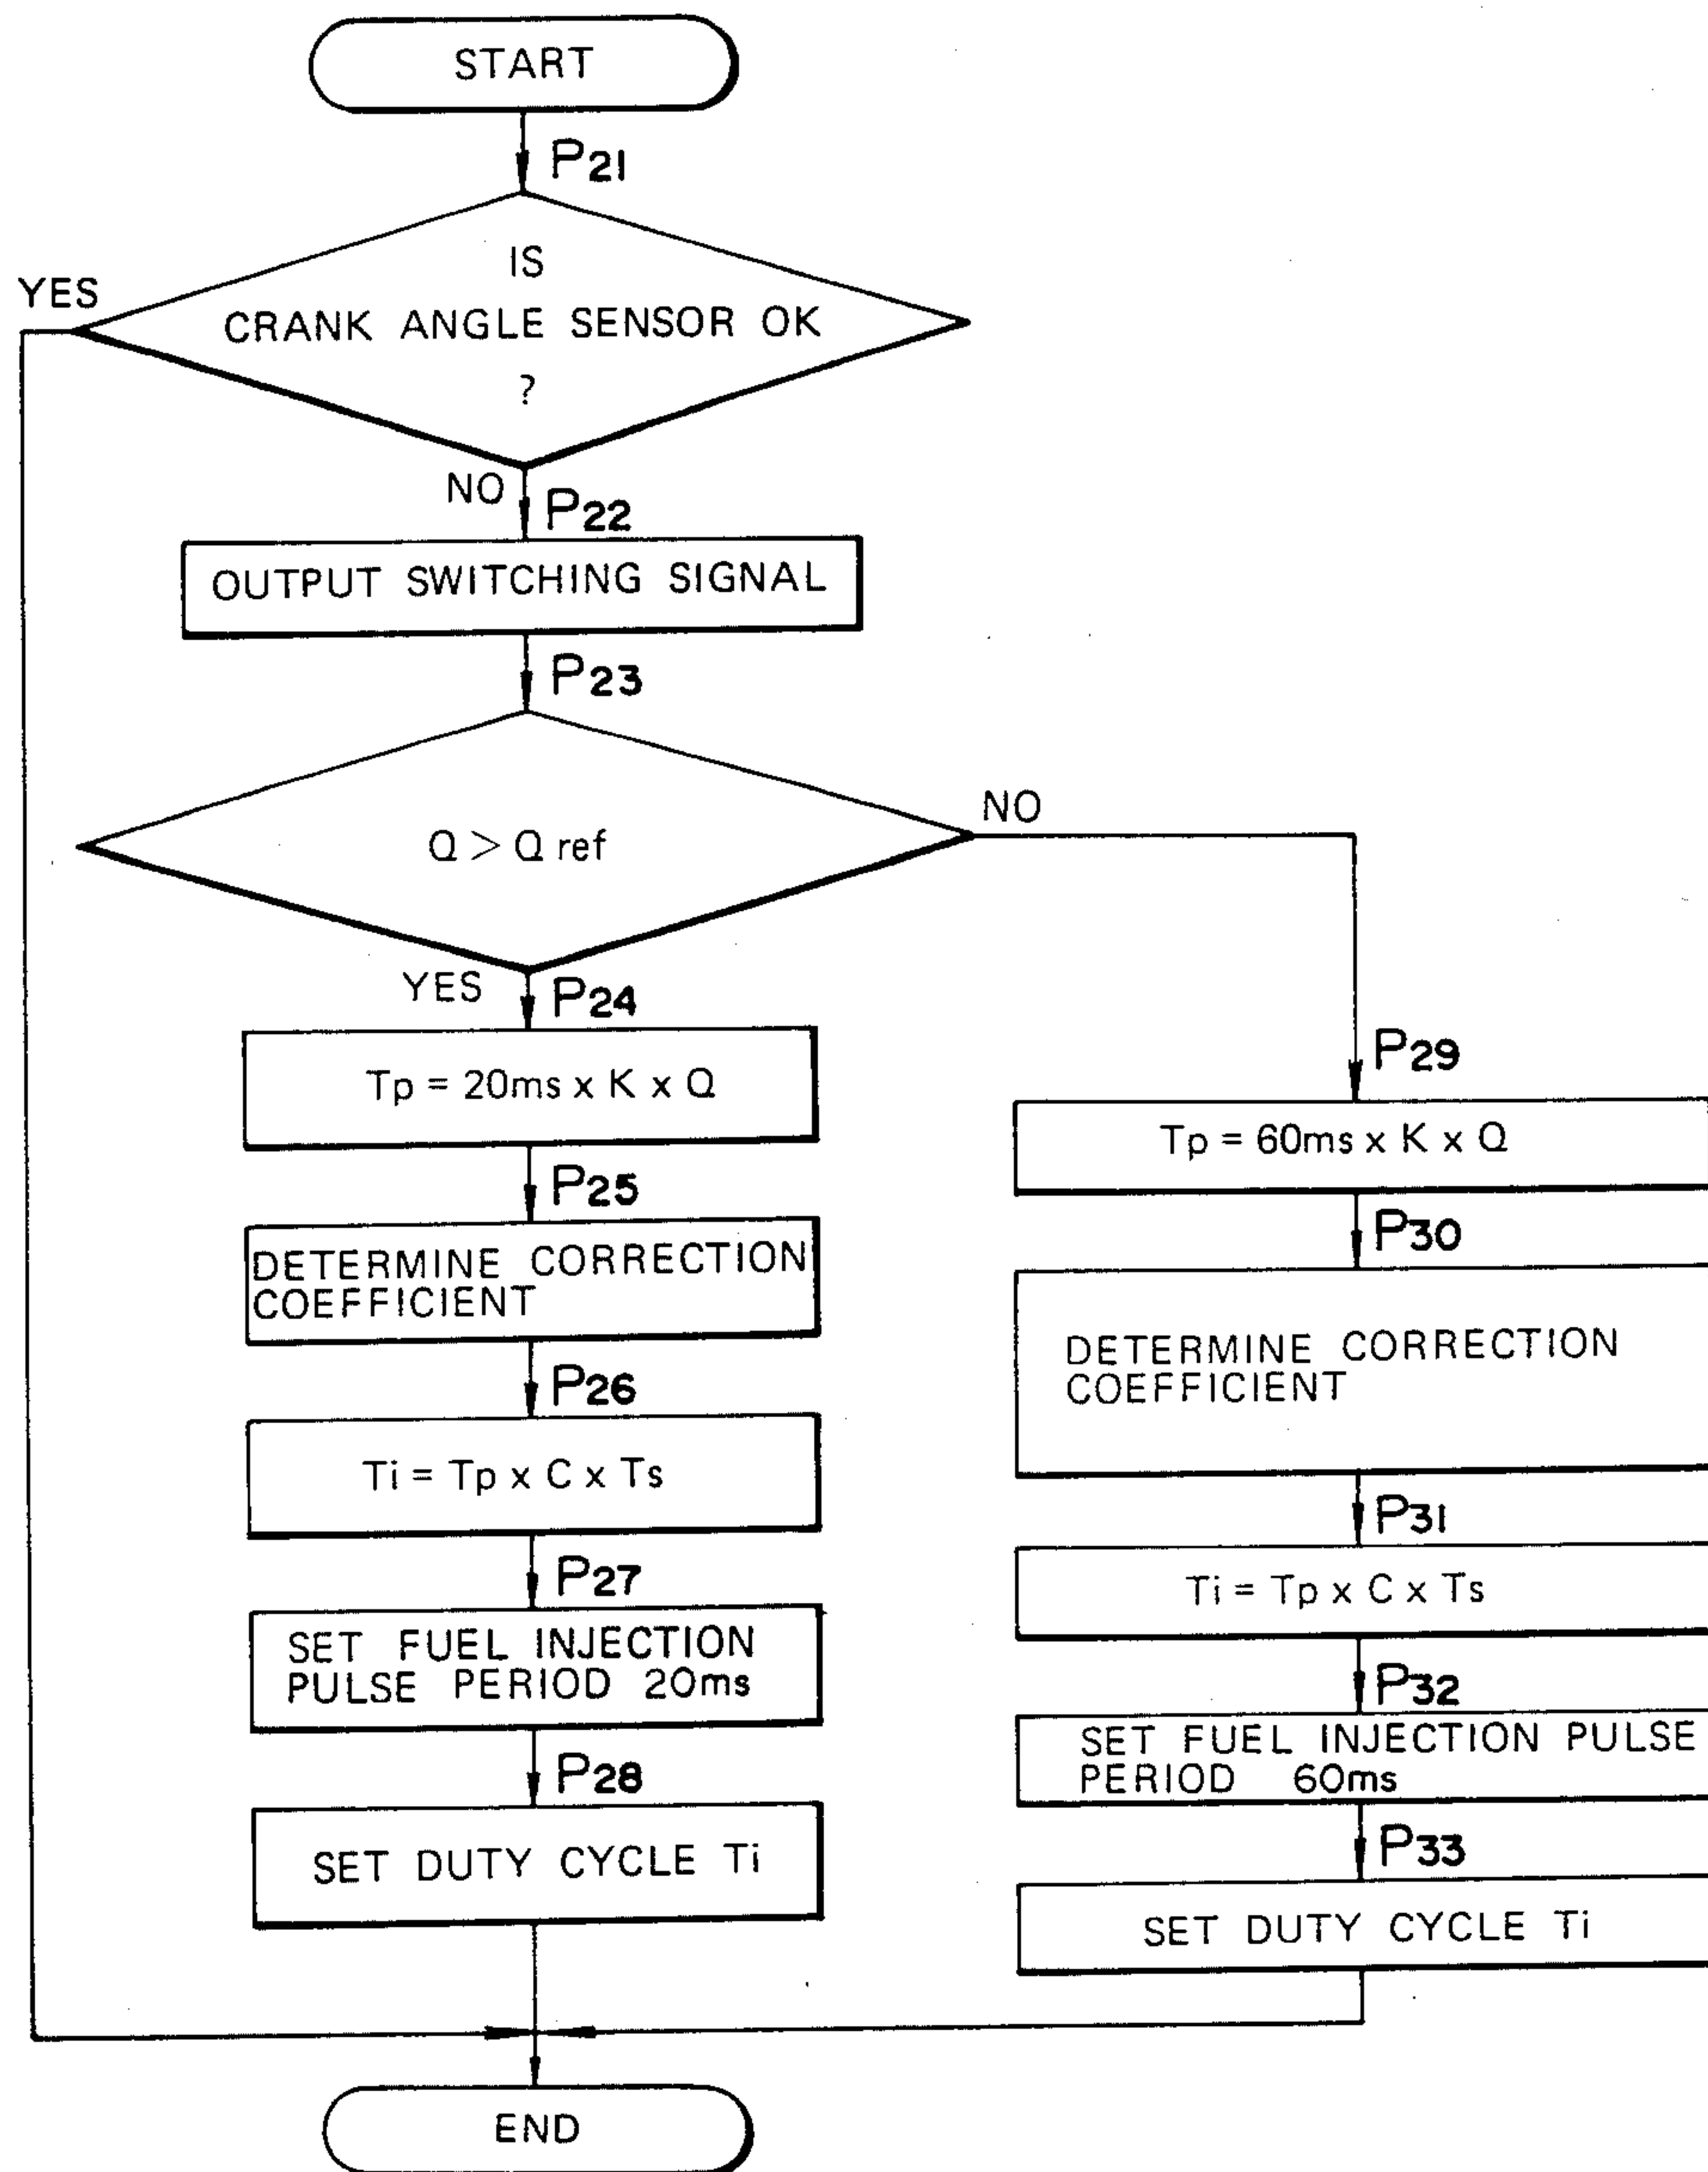 START
P21
IS
CRANK ANGLE SENSOR OK
?
YES
NO
P22
OUTPUT SWITCHING SIGNAL
P23
Q > Q ref
NO
YES
P24
Tp = 20ms x K x Q
P25
DETERMINE CORRECTION
COEFFICIENT
P26
Ti = Tp x C x Ts
P27
SET FUEL INJECTION
PULSE PERIOD 20ms
P28
SET DUTY CYCLE Ti
P29
Tp = 60ms x K x Q
P30
DETERMINE CORRECTION
COEFFICIENT
P31
Ti = Tp x C x Ts
P32
SET FUEL INJECTION PULSE
PERIOD 60ms
P33
SET DUTY CYCLE Ti
END